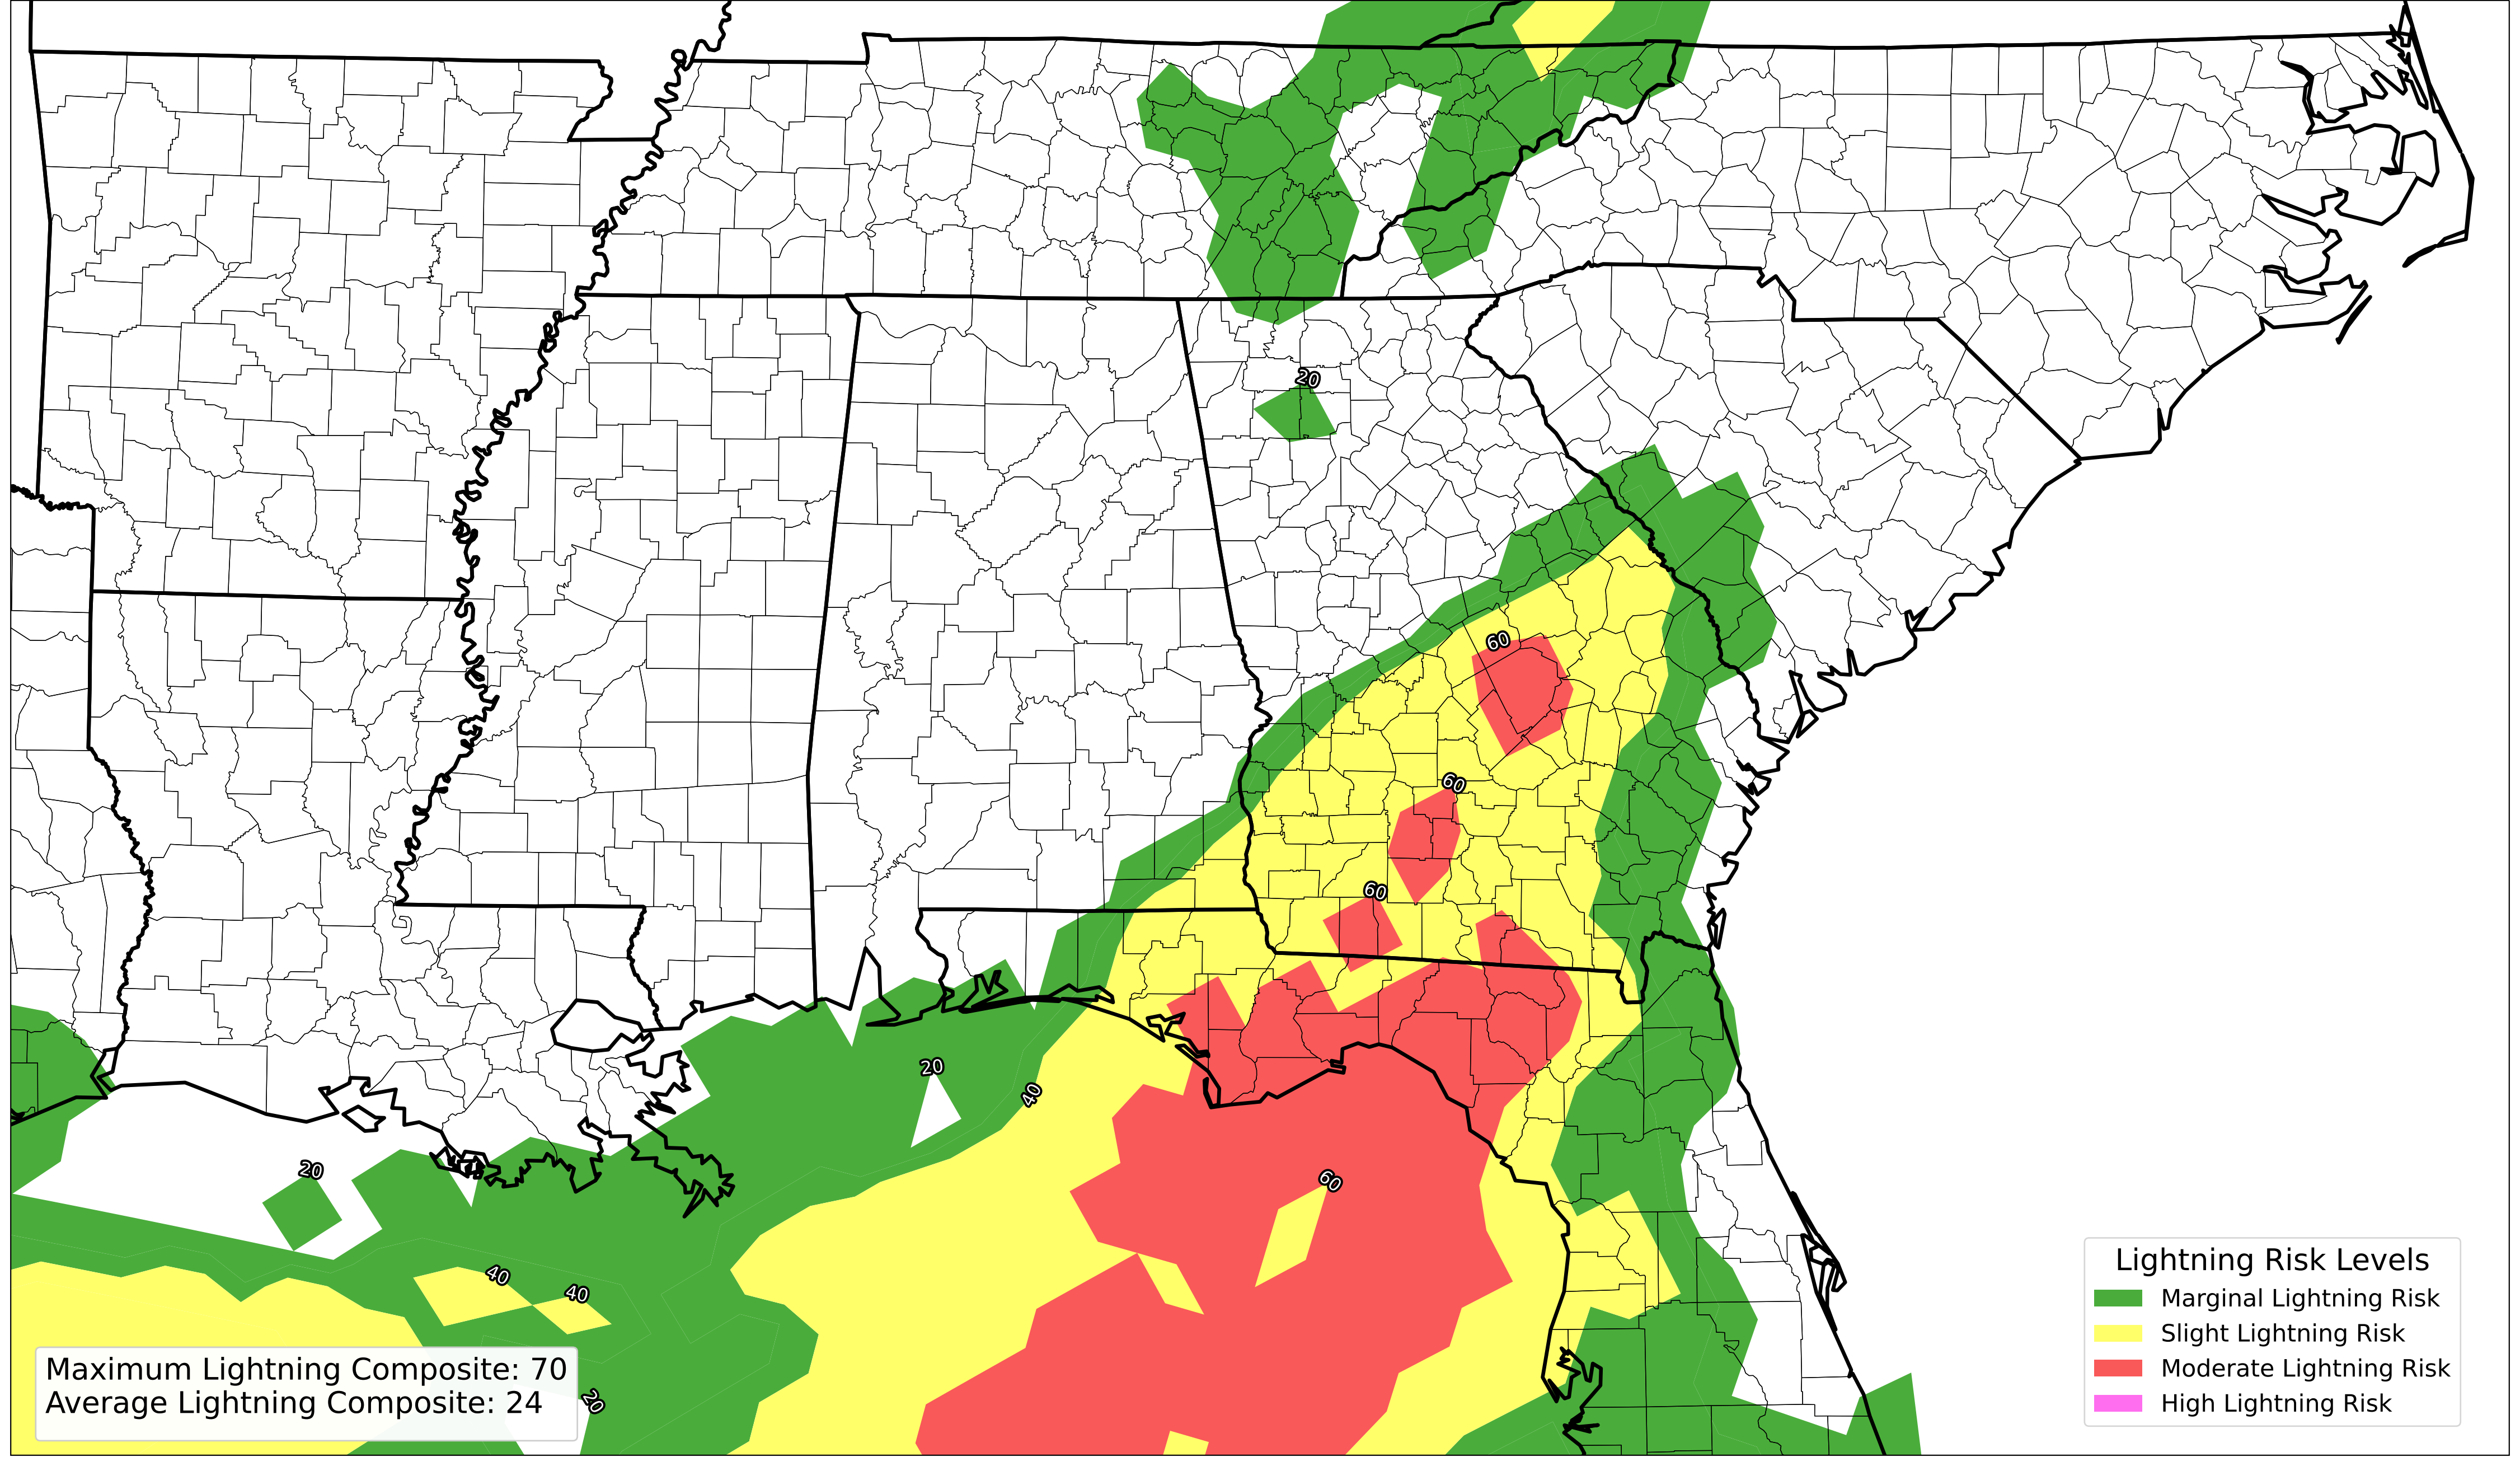 20
60
60
60
20
40
60
20
40
40
20
Maximum Lightning Composite: 70
Average Lightning Composite: 24
Lightning Risk Levels
Marginal Lightning Risk
Slight Lightning Risk
Moderate Lightning Risk
High Lightning Risk